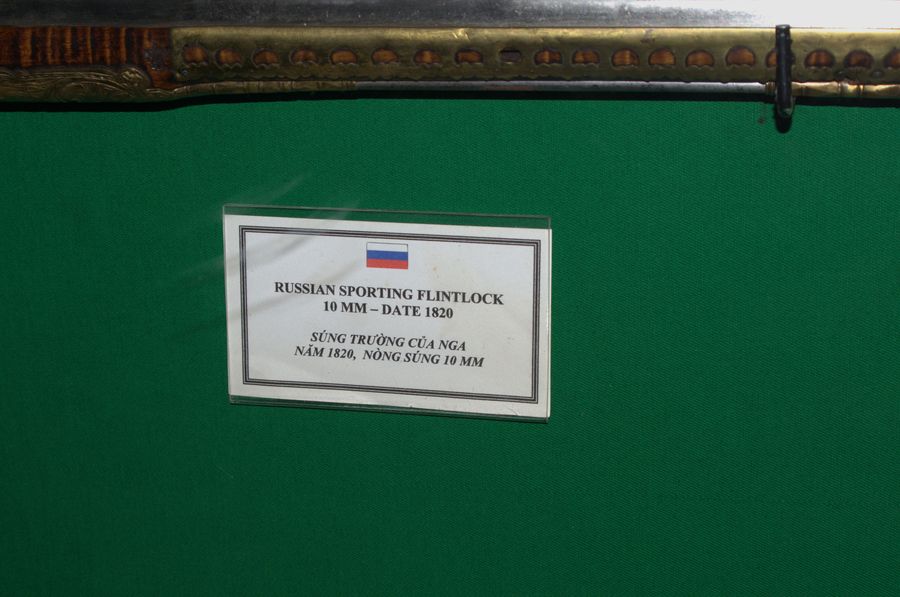 RUSSIAN SPORTING FLINTLOCK
10 MM – DATE 1820
SÚNG TRƯỜNG CỦA NGA
NĂM 1820, NÒNG SÚNG 10 MM